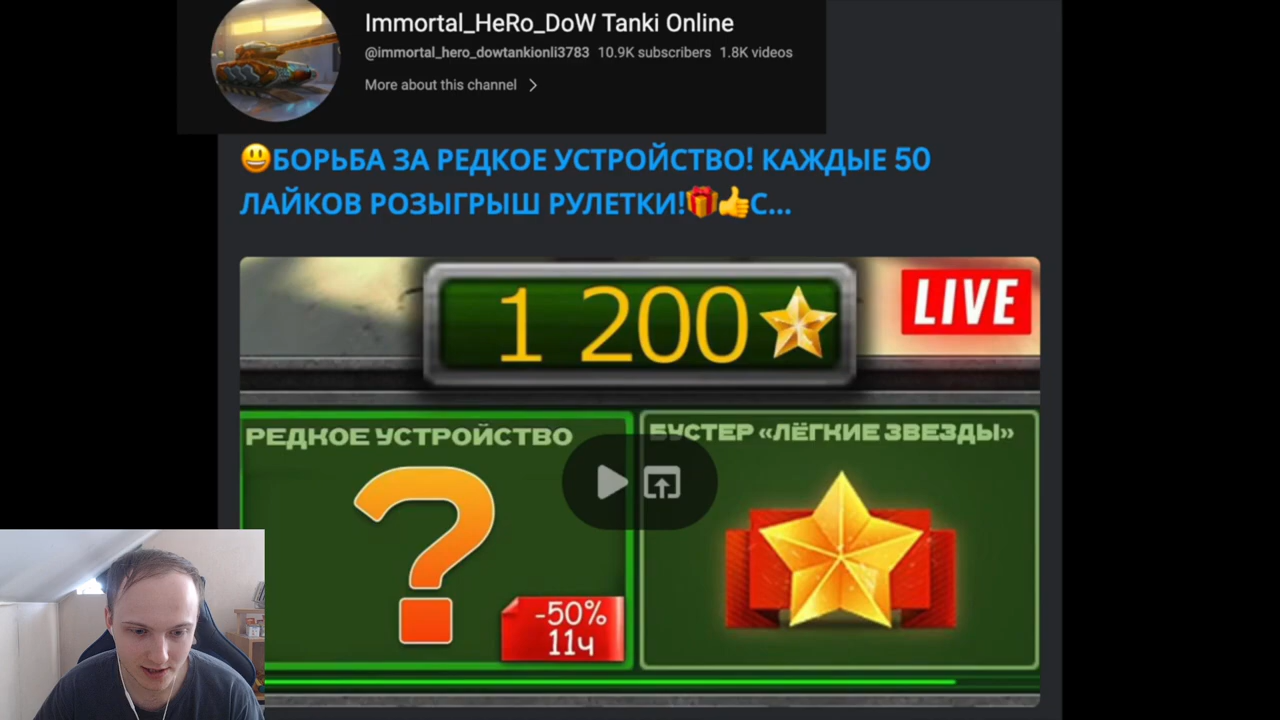 Immortal_HeRo_DoW Tanki Online
@immortal_hero_dowtankionli3783 10.9K subscribers 1.8K videos
More about this channel
😃БОРЬБА ЗА РЕДКОЕ УСТРОЙСТВО! КАЖДЫЕ 50
ЛАЙКОВ РОЗЫГРЫШ РУЛЕТКИ!🎁👍С...
1 200
LIVE
РЕДКОЕ УСТРОЙСТВО
БУСТЕР «ЛЁГКИЕ ЗВЕЗДЫ»
?
-50%
11ч